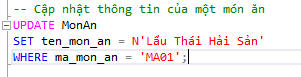 -- Cập nhật thông tin của một món ăn
UPDATE MonAn
SET ten_mon_an = N'Lẩu Thái Hải Sản'
WHERE ma_mon_an = 'MA01';